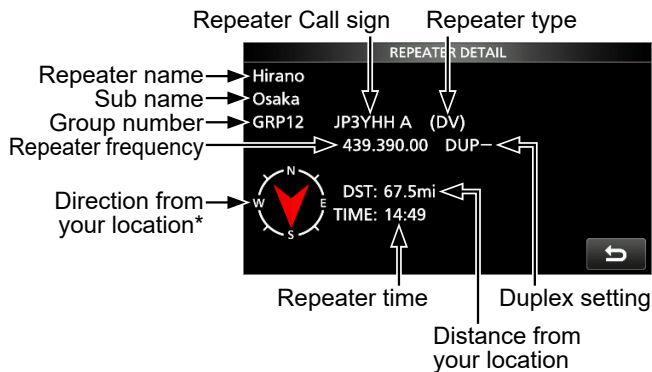 Repeater Call sign
Repeater type
REPEATER DETAIL
Repeater name
Hirano
Sub name
Osaka
Group number
GRP12 JP3YHH A (DV)
Repeater frequency
439.390.00 DUP−
Direction from
your location*
N
W
E
S
DST: 67.5mi
TIME: 14:49
Repeater time
Duplex setting
Distance from
your location